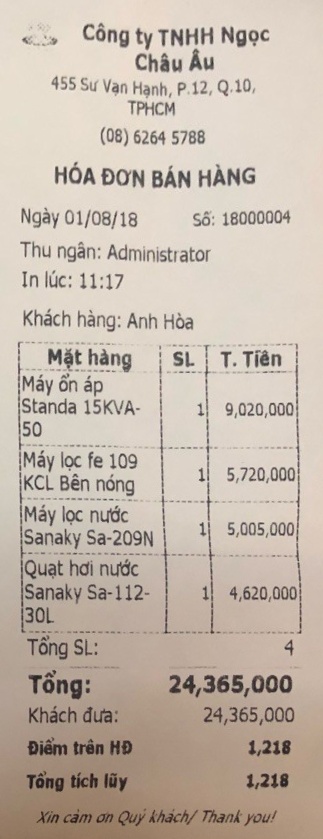 Công ty TNHH Ngọc
Châu Âu
455 Sư Vạn Hạnh, P.12, Q.10,
TPHCM
(08) 6264 5788
HÓA ĐƠN BÁN HÀNG
Ngày 01/08/18 Số: 18000004
Thu ngân: Administrator
In lúc: 11:17
Khách hàng: Anh Hòa
Mặt hàng SL T. Tiền
Máy ổn áp
Standa 15KVA- 1 9,020,000
50
Máy lọc fe 109 1 5,720,000
KCL Bên nóng
Máy lọc nước 1 5,005,000
Sanaky Sa-209N
Quạt hơi nước
Sanaky Sa-112- 1 4,620,000
30L
Tổng SL: 4
Tổng: 24,365,000
Khách đưa: 24,365,000
Điểm trên HĐ 1,218
Tổng tích lũy 1,218
Xin cảm ơn Quý khách/ Thank you!